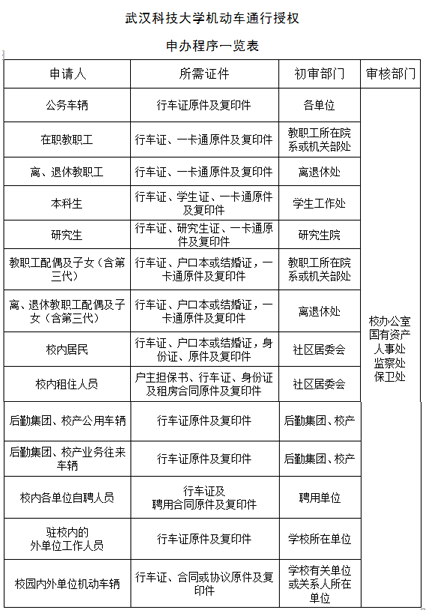 武汉科技大学机动车通行授权
申办程序一览表
申请人 所需证件 初审部门 审核部门
公务车辆 行车证原件及复印件 各单位
在职教职工 行车证、一卡通原件及复印件 教职工所在院
系或机关部处
离、退休教职工 行车证、一卡通原件及复印件 离退休处
本科生 行车证、学生证、一卡通原件
及复印件 学生工作处
研究生 行车证、研究生证、一卡通原
件及复印件 研究生院
教职工配偶及子女（含第
三代） 行车证、户口本或结婚证，一
卡通原件及复印件 教职工所在院
系或机关部处
离、退休教职工配偶及子
女（含第三代） 行车证、户口本或结婚证，一
卡通原件及复印件 离退休处
校内居民 行车证、户口本或结婚证，身
份证、原件及复印件 社区居委会
校内租住人员 户主担保书、行车证、身份证
及租房合同原件及复印件 社区居委会
校办公室
国有资产
人事处
监察处
保卫处
后勤集团、校产公用车辆 行车证原件及复印件 后勤集团、校产
后勤集团、校产业务往来
车辆 行车证原件及复印件 后勤集团、校产
校内各单位自聘人员 行车证及
聘用合同原件及复印件 聘用单位
驻校内的
外单位工作人员 行车证原件及复印件 学校所在单位
校园内外单位机动车辆 行车证、合同或协议原件及复
印件 学校有关单位
或关系人所在
单位